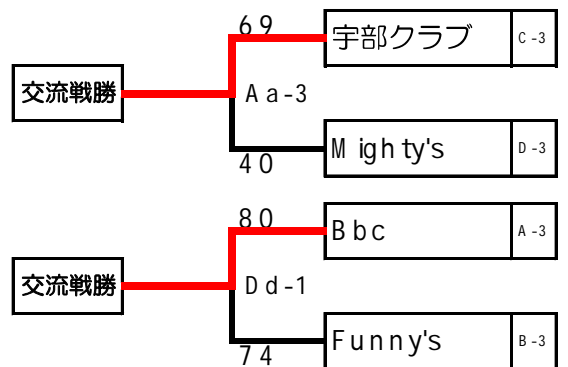 69
宇部クラブ C-3
交流戦勝
Aa-3
Mighty's D-3
40
80
Bbc A-3
交流戦勝
Dd-1
Funny's B-3
74